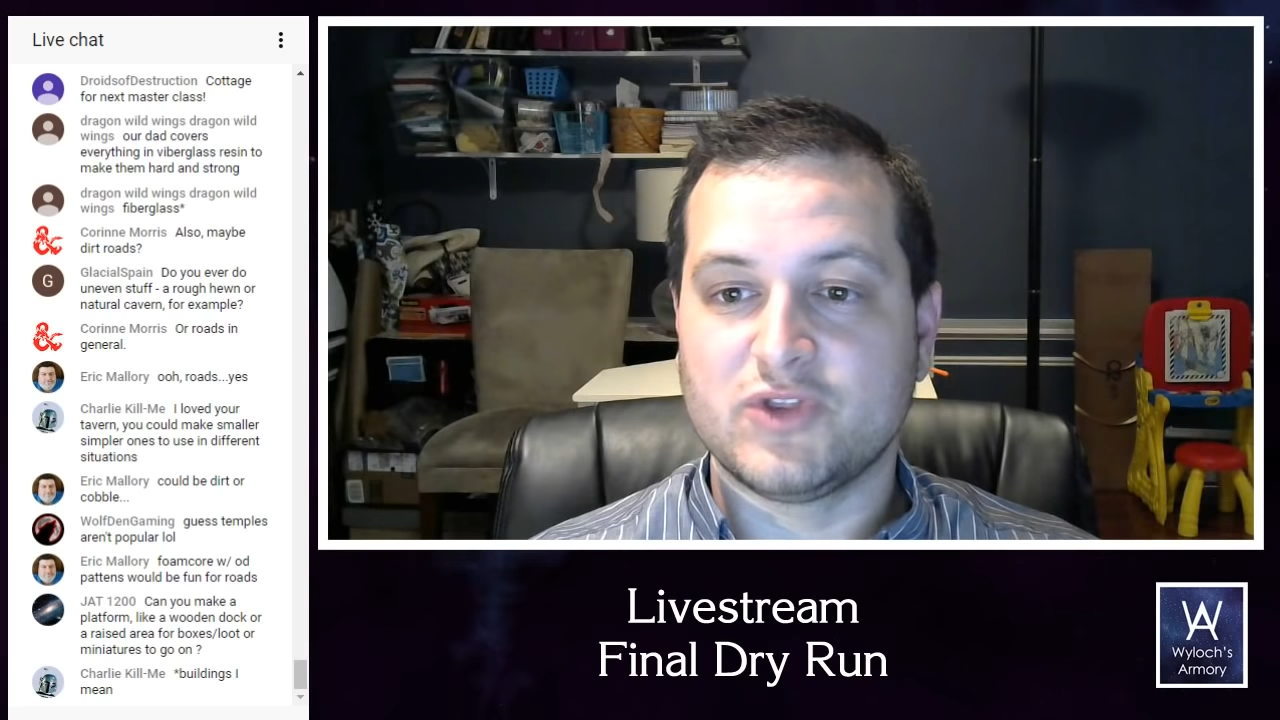 Live chat
DroidsofDestruction Cottage
for next master class!
dragon wild wings dragon wild
wings our dad covers
everything in viberglass resin to
make them hard and strong
dragon wild wings dragon wild
wings fiberglass*
Corinne Morris Also, maybe
dirt roads?
G
GlacialSpain Do you ever do
uneven stuff - a rough hewn or
natural cavern, for example?
Corinne Morris Or roads in
general.
Eric Mallory ooh, roads...yes
Charlie Kill-Me I loved your
tavern, you could make smaller
simpler ones to use in different
situations
Eric Mallory could be dirt or
cobble...
WolfDenGaming guess temples
aren't popular lol
Eric Mallory foamcore w/ od
pattens would be fun for roads
JAT 1200 Can you make a
platform, like a wooden dock or
a raised area for boxes/loot or
miniatures to go on ?
Charlie Kill-Me *buildings I
mean
Livestream
Final Dry Run
WA
Wyloch's
Armory